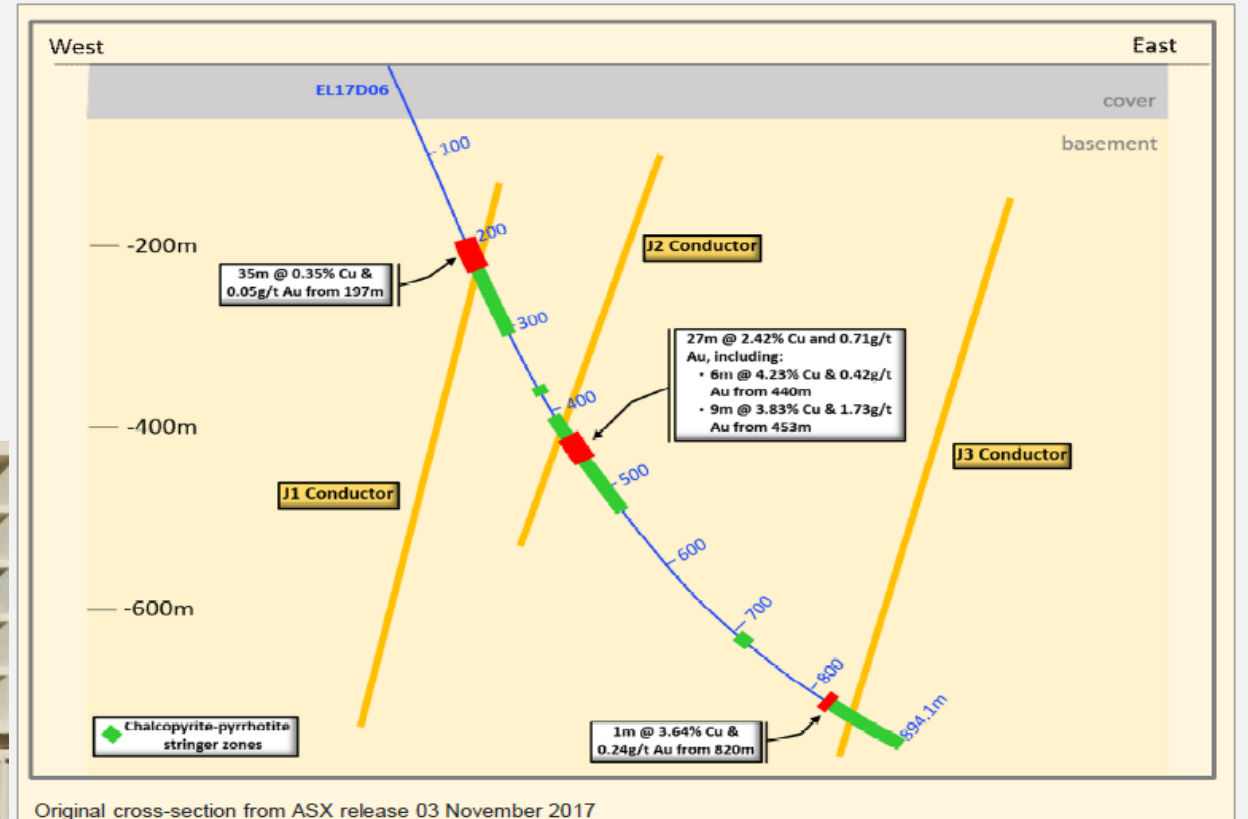 West
East
EL17D06
cover
basement
100
-200m
200
J2 Conductor
35m @ 0.35% Cu &
0.05g/t Au from 197m
300
27m @ 2.42% Cu and 0.71g/t
Au, including:
• 6m @ 4.23% Cu & 0.42g/t
Au from 440m
• 9m @ 3.83% Cu & 1.73g/t
Au from 453m
400
-400m
J3 Conductor
500
J1 Conductor
600
-600m
700
800
894.1m
Chalcopyrite-pyrrhotite
stringer zones
1m @ 3.64% Cu &
0.24g/t Au from 820m
Original cross-section from ASX release 03 November 2017